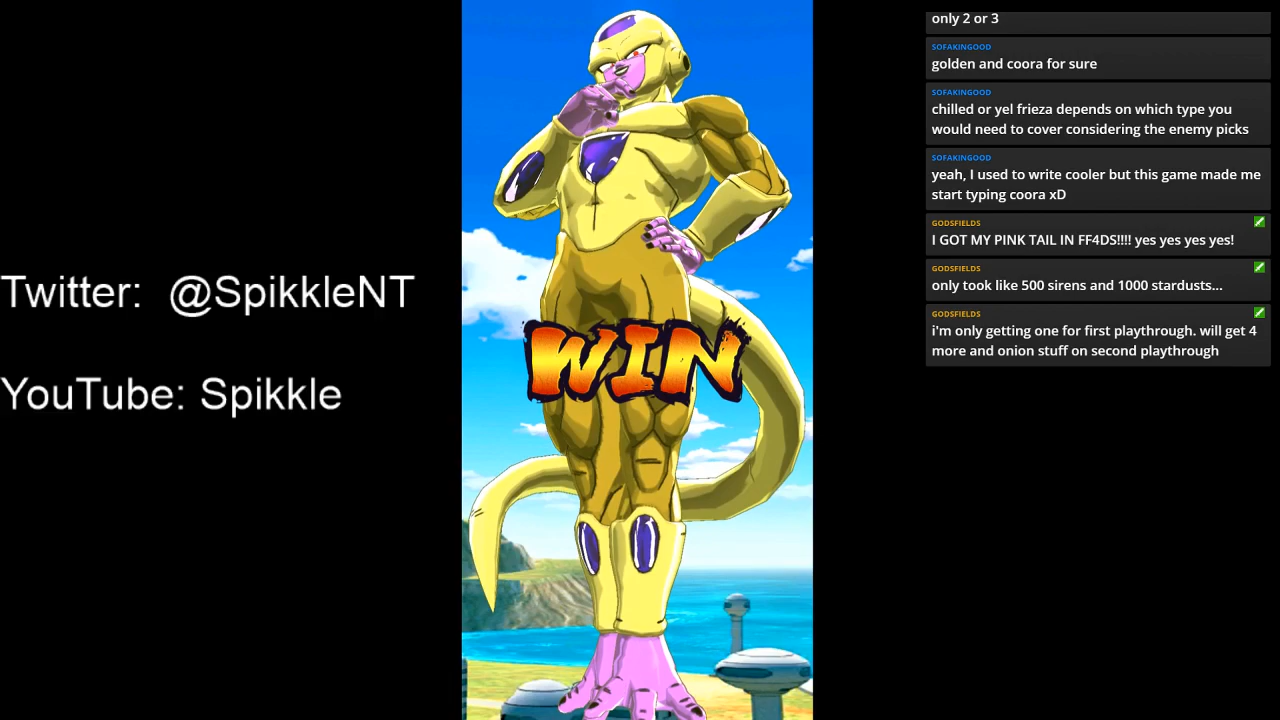 Twitter: @SpikkleNT
YouTube: Spikkle
WIN
only 2 or 3
SOFAKINGOOD
golden and coora for sure
SOFAKINGOOD
chilled or yel frieza depends on which type you
would need to cover considering the enemy picks
SOFAKINGOOD
yeah, I used to write cooler but this game made me
start typing coora xD
GODSFIELDS
I GOT MY PINK TAIL IN FF4DS!!!! yes yes yes yes!
GODSFIELDS
only took like 500 sirens and 1000 stardusts...
GODSFIELDS
i'm only getting one for first playthrough. will get 4
more and onion stuff on second playthrough